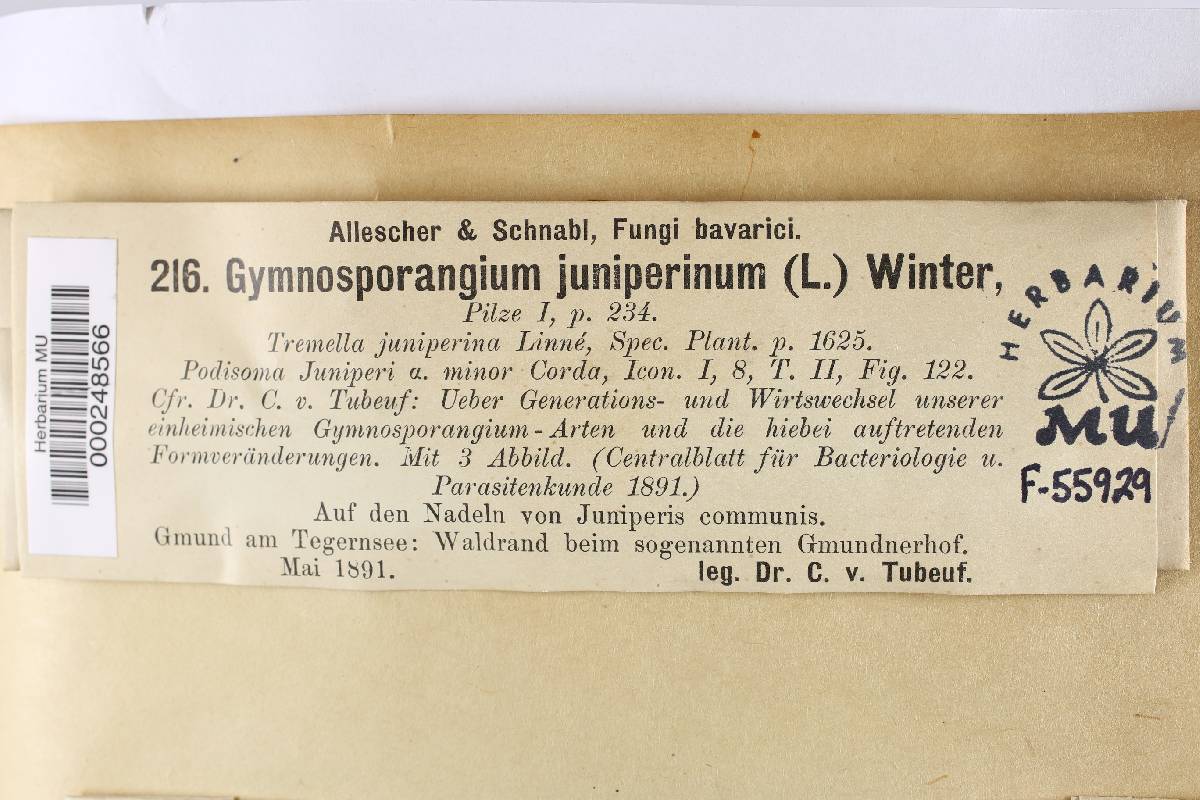 Allescher & Schnabl, Fungi bavarici.
216. Gymnosporangium juniperinum (L.) Winter,
Pilze I, p. 234.
Tremella juniperina Linné, Spec. Plant. p. 1625.
Podisoma Juniperi α. minor Corda, Icon. I, 8, T. II, Fig. 122.
Cfr. Dr. C. v. Tubeuf: Ueber Generations- und Wirtswechsel unserer
einheimischen Gymnosporangium-Arten und die hiebei auftretenden
Formveränderungen. Mit 3 Abbild. (Centralblatt für Bacteriologie u.
Parasitenkunde 1891.)
Auf den Nadeln von Juniperis communis.
Gmund am Tegernsee: Waldrand beim sogenannten Gmundnerhof.
Mai 1891. leg. Dr. C. v. Tubeuf.
Herbarium MU
000248566
HERBARIUM
MU
F-55929